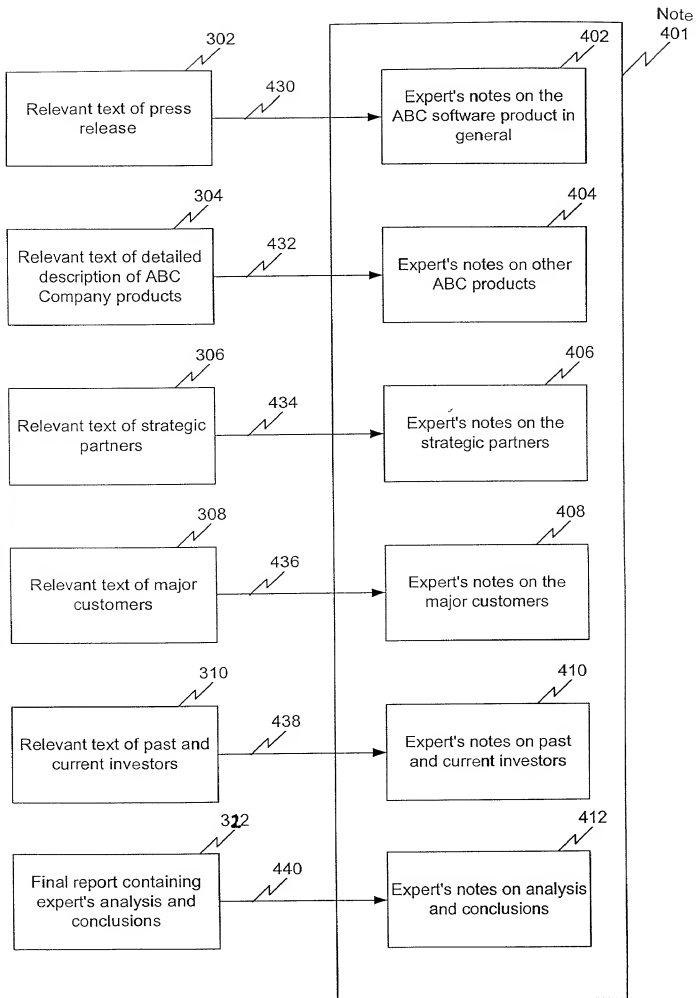 Note
401
302
402
Relevant text of press
release
430
Expert's notes on the
ABC software product in
general
304
404
Relevant text of detailed
description of ABC
Company products
432
Expert's notes on other
ABC products
306
406
Relevant text of strategic
partners
434
Expert's notes on the
strategic partners
308
408
Relevant text of major
customers
436
Expert's notes on the
major customers
310
410
Relevant text of past and
current investors
438
Expert's notes on past
and current investors
412
Final report containing
expert's analysis and
conclusions
440
Expert's notes on analysis
and conclusions